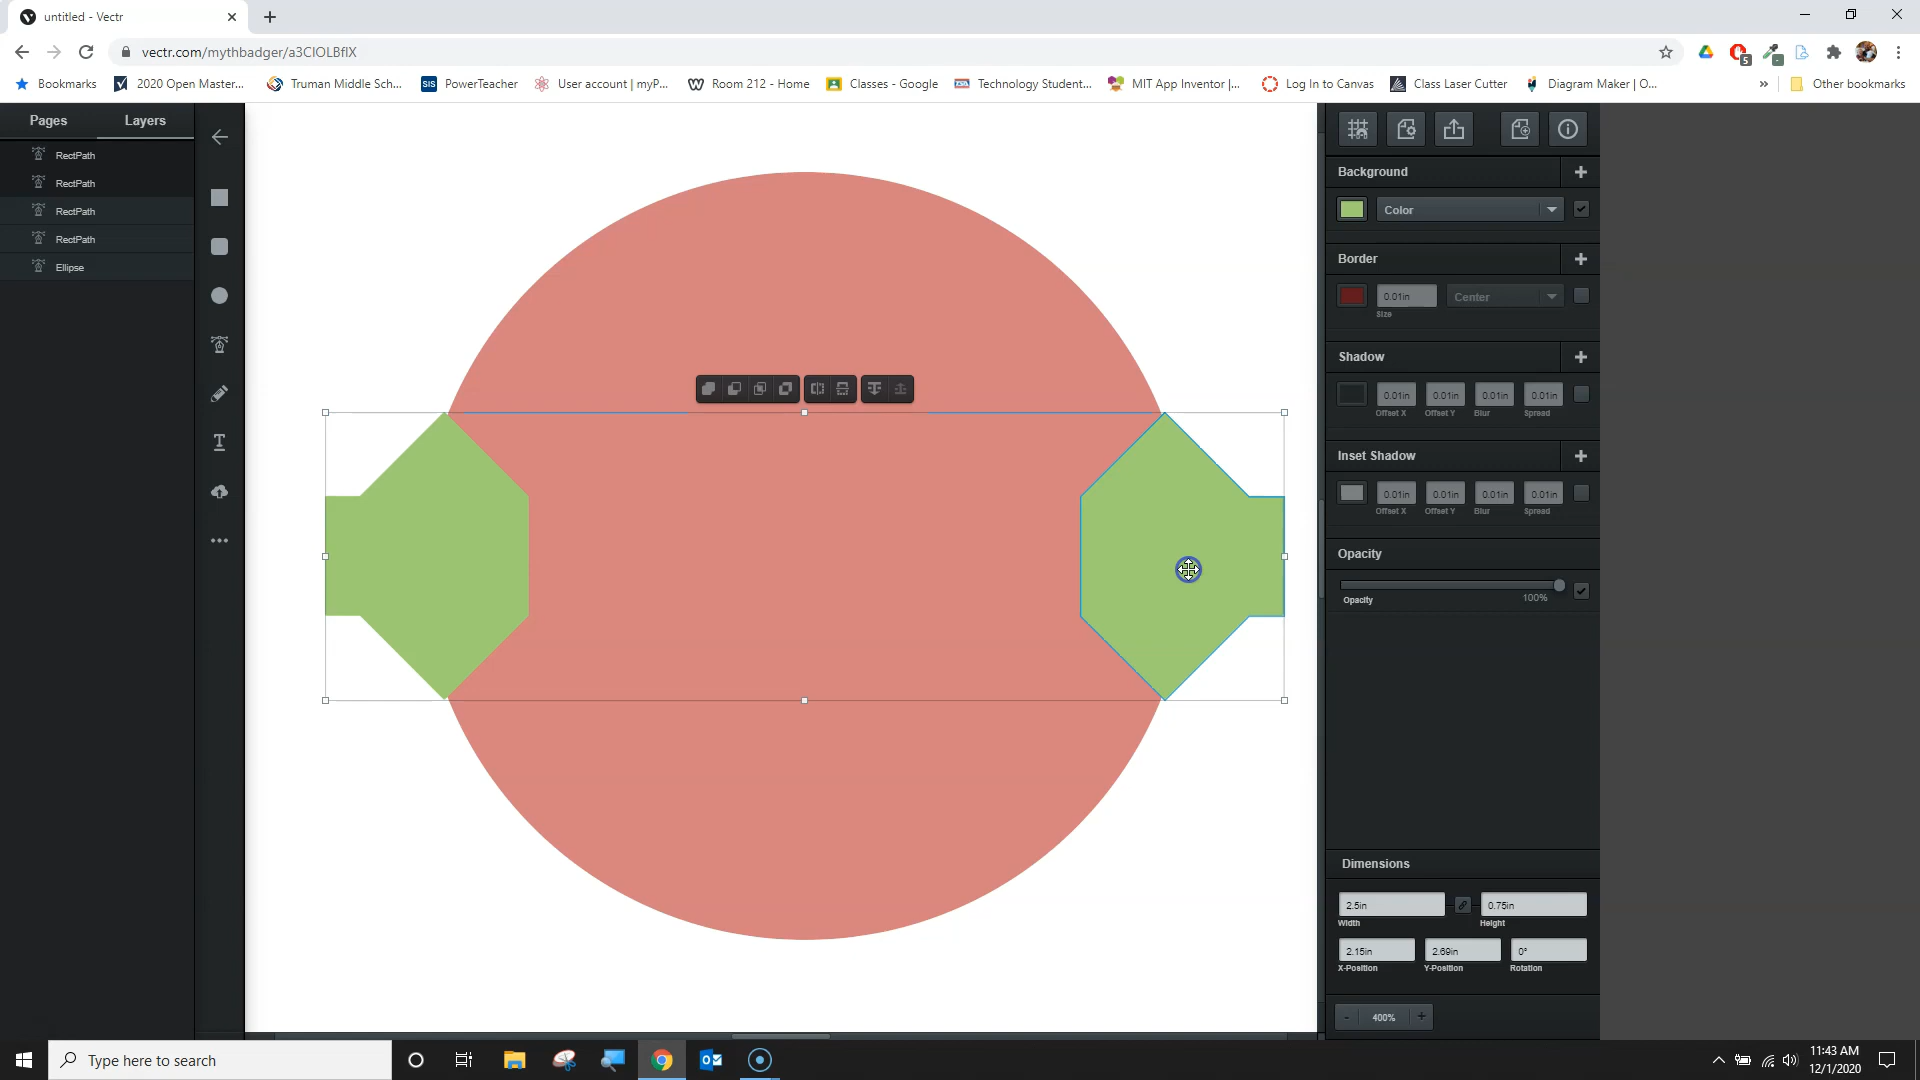 untitled - Vectr
vectr.com/mythbadger/a3CIOLBflX
5
Bookmarks
2020 Open Master...
Truman Middle Sch...
SIS
PowerTeacher
User account | myP...
Room 212 - Home
Classes - Google
Technology Student...
MIT App Inventor |...
Log In to Canvas
Class Laser Cutter
Diagram Maker | O...
»
Other bookmarks
Pages
Layers
RectPath
RectPath
RectPath
RectPath
Ellipse
Background
Color
Border
0.01in
Center
Size
Shadow
0.01in 0.01in 0.01in 0.01in
Offset X Offset Y Blur Spread
Inset Shadow
0.01in 0.01in 0.01in 0.01in
Offset X Offset Y Blur Spread
Opacity
Opacity
100%
Dimensions
2.5in
0.75in
Width
Height
2.15in
2.69in
0°
X-Position
Y-Position
Rotation
- 400% +
Type here to search
11:43 AM
12/1/2020